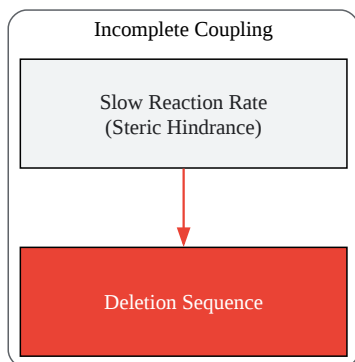 Incomplete Coupling
Slow Reaction Rate
(Steric Hindrance)
Deletion Sequence